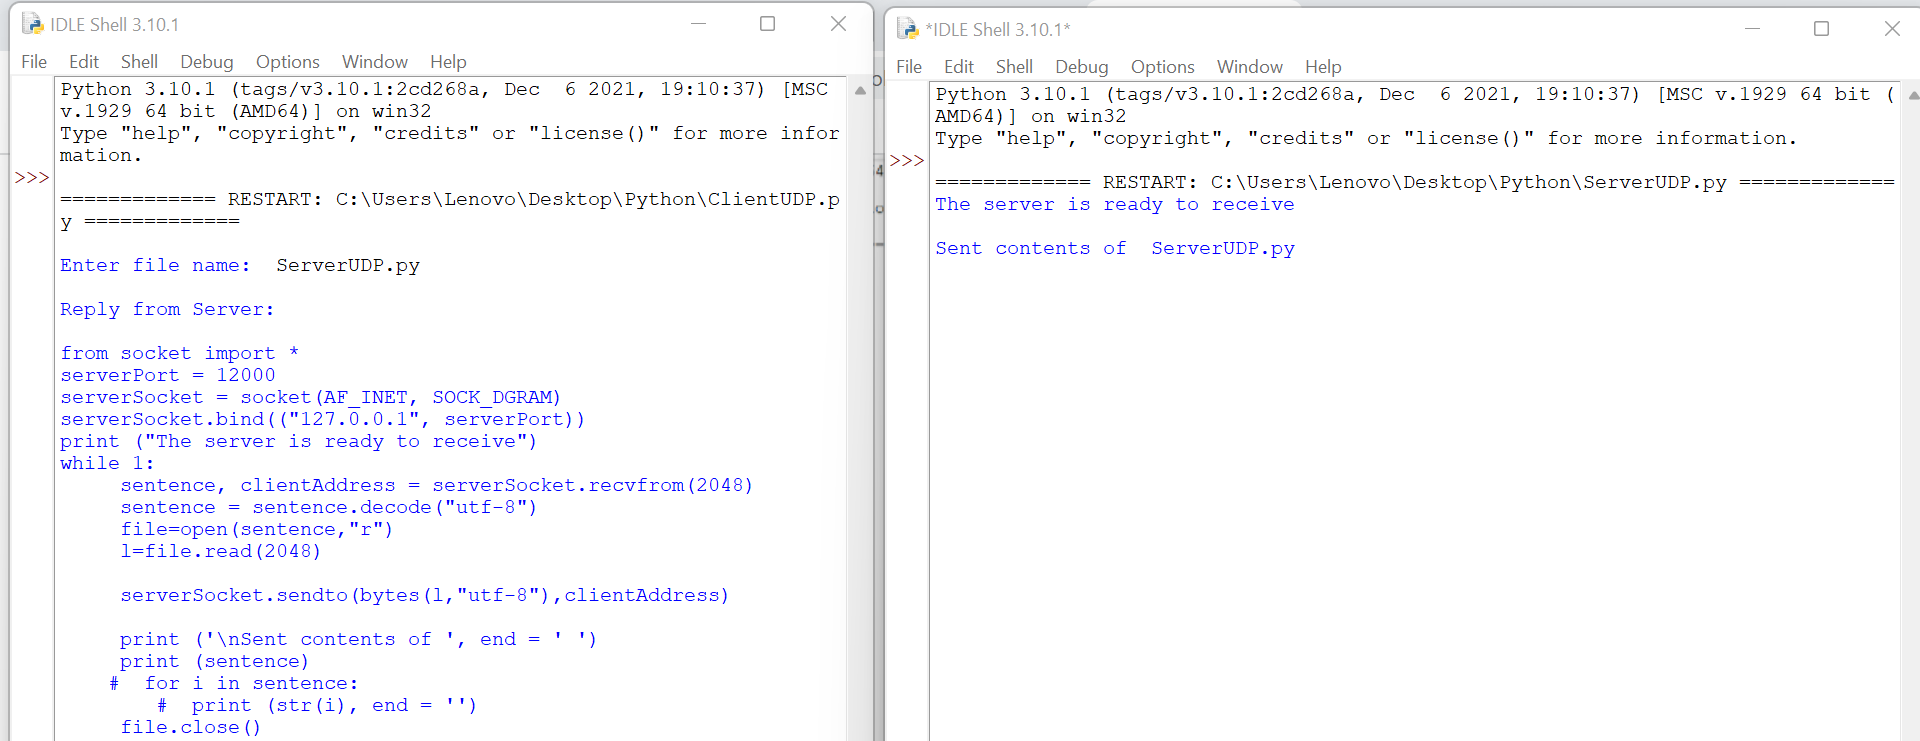 IDLE Shell 3.10.1
File Edit Shell Debug Options Window Help
Python 3.10.1 (tags/v3.10.1:2cd268a, Dec  6 2021, 19:10:37) [MSC
v.1929 64 bit (AMD64)] on win32
Type "help", "copyright", "credits" or "license()" for more infor
mation.
>>>
============= RESTART: C:\Users\Lenovo\Desktop\Python\ClientUDP.p
y =============
Enter file name:  ServerUDP.py
Reply from Server:
from socket import *
serverPort = 12000
serverSocket = socket(AF_INET, SOCK_DGRAM)
serverSocket.bind(("127.0.0.1", serverPort))
print ("The server is ready to receive")
while 1:
     sentence, clientAddress = serverSocket.recvfrom(2048)
     sentence = sentence.decode("utf-8")
     file=open(sentence,"r")
     l=file.read(2048)
     serverSocket.sendto(bytes(l,"utf-8"),clientAddress)
     print ('\nSent contents of ', end = ' ')
     print (sentence)
    #  for i in sentence:
        #  print (str(i), end = '')
     file.close()
*IDLE Shell 3.10.1*
File Edit Shell Debug Options Window Help
Python 3.10.1 (tags/v3.10.1:2cd268a, Dec  6 2021, 19:10:37) [MSC v.1929 64 bit (
AMD64)] on win32
Type "help", "copyright", "credits" or "license()" for more information.
>>>
============= RESTART: C:\Users\Lenovo\Desktop\Python\ServerUDP.py =============
The server is ready to receive
Sent contents of  ServerUDP.py